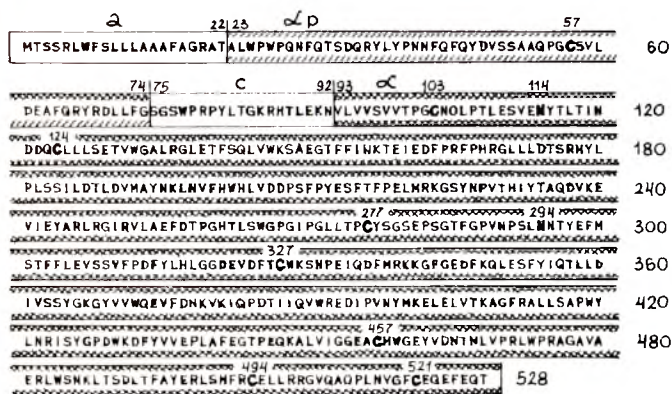 a 22 23 αp 57
MTSSRLWFSLLLAAAFAGRATALWPWPQNFQTSDQRYVLYPNNFQFQYDVSSAAQPGCSVL 60
74 75 c 92 93 α 103 114
DEAFQRYRDLLFGSGSWPRPYLTGKRHTLEKNVLVVSVVTPGCNQLPTLESVENYTLTIN 120
124
DDQCLLLSETVWGALRGLETFSQLVWKSAEGTFFINKTEIEDFPRFPHRGLLLDTSRHYL 180
PLSSILDTLDVMAYNKLNVFHWHLVDDPSFPYESFTFPELMRKGSYNPVTHIYTAQDVKE 240
277 294
VIEYARLRGIRVLAEFDTPGHTLSWGPGIPGLLTPCYSGSEPSGTFGPVNPSLNNTYEFM 300
327
STFFLEVSSVFPDFYLHLGGDEVDFTCWKSNPEIQDFMRKKGFGEDFKQLESFYIQTLLD 360
IVSSYGKGYVVWQEVFDNKVKIQPDTIIQVWREDIPVNYMKELELVTKAGFRALLSAPWY 420
457
LNRISYGPDWKDFYVVEPLAFEGTPEQKALVIGGEACMWGEYVDNTNLVPRLWPRAGAVA 480
494 521
ERLWSNKLTSDLTFAYERLSHFRCELLRRGVQAQPLNVGFCEQEFEQT 528